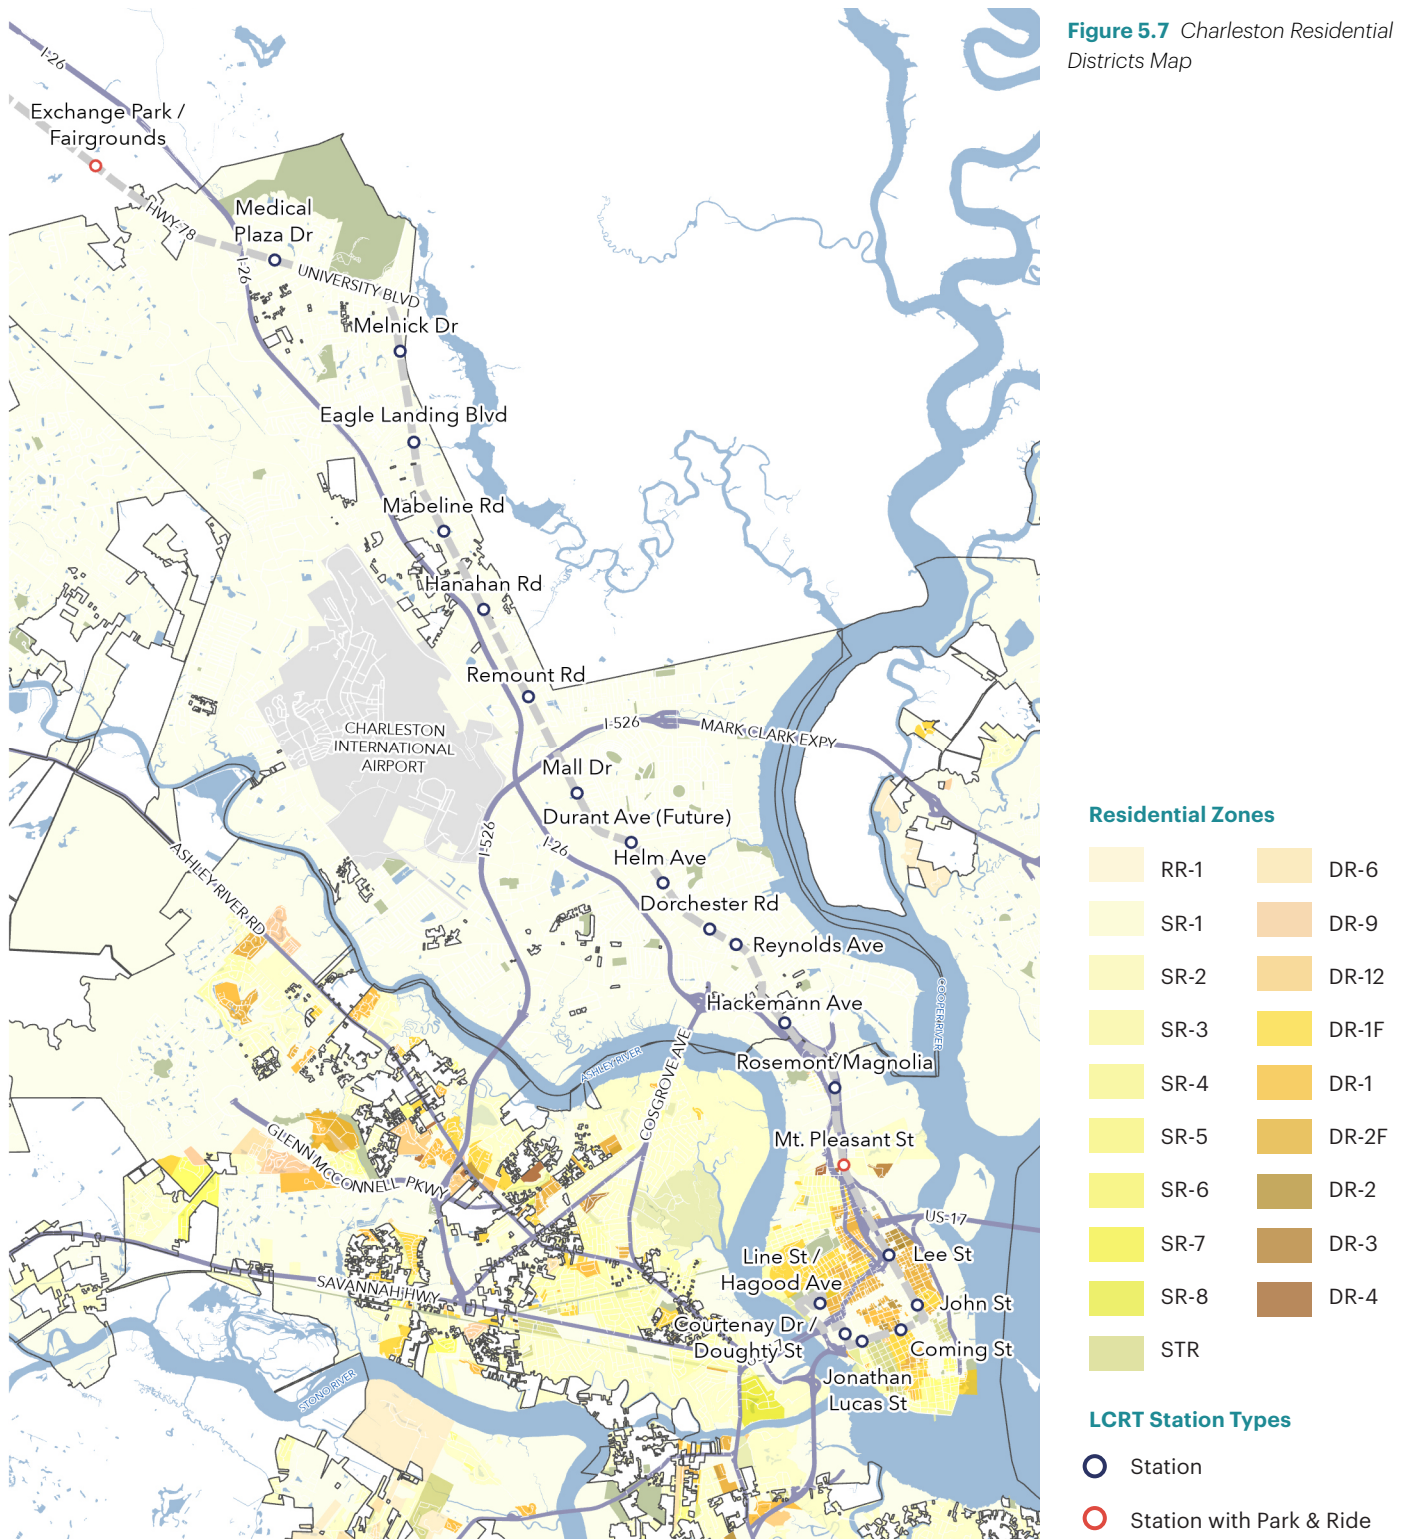 Figure 5.7 Charleston Residential
Districts Map
I-26
Exchange Park /
Fairgrounds
HWY-78
Medical
Plaza Dr
I-26
UNIVERSITY BLVD
Melnick Dr
Eagle Landing Blvd
Mabeline Rd
Hanahan Rd
Remount Rd
I-526
MARK CLARK EXPY
CHARLESTON
INTERNATIONAL
AIRPORT
Mall Dr
Durant Ave (Future)
I-526
I-26
Helm Ave
ASHLEY RIVER RD
Dorchester Rd
Reynolds Ave
Hackemann Ave
COOPER RIVER
ASHLEY RIVER
COSGROVE AVE
Rosemont/Magnolia
Mt. Pleasant St
GLENN MCCONNELL PKWY
US-17
Line St /
Hagood Ave
Lee St
SAVANNAH HWY
John St
Courtenay Dr /
Doughty St
Coming St
Jonathan
Lucas St
STONO RIVER
Residential Zones
RR-1
SR-1
SR-2
SR-3
SR-4
SR-5
SR-6
SR-7
SR-8
STR
DR-6
DR-9
DR-12
DR-1F
DR-1
DR-2F
DR-2
DR-3
DR-4
LCRT Station Types
Station
Station with Park & Ride